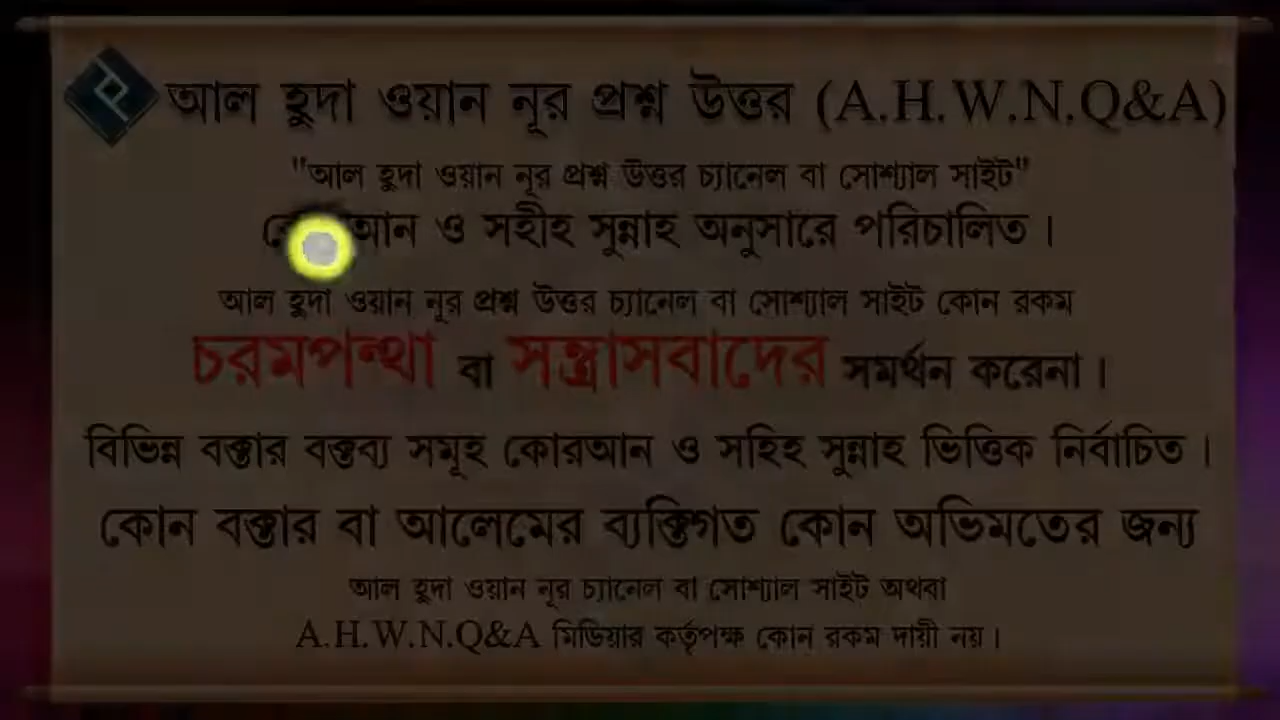 আল হুদা ওয়ান নূর প্রশ্ন উত্তর (A.H.W.N.Q&A)
"আল হুদা ওয়ান নূর প্রশ্ন উত্তর চ্যানেল বা সোশ্যাল সাইট"
ও সহীহ সুন্নাহ অনুসারে পরিচালিত ।
আল হুদা ওয়ান নূর প্রশ্ন উত্তর চ্যানেল বা সোশ্যাল সাইট কোন রকম
চরমপন্থা বা সন্ত্রাসবাদের সমর্থন করেনা ।
বিভিন্ন বক্তার বক্তব্য সমূহ কোরআন ও সহিহ সুন্নাহ ভিত্তিক নির্বাচিত ।
কোন বক্তার বা আলেমের ব্যক্তিগত কোন অভিমতের জন্য
আল হুদা ওয়ান নূর চ্যানেল বা সোশ্যাল সাইট অথবা
A.H.W.N.Q&A মিডিয়ার কর্তৃপক্ষ কোন রকম দায়ী নয় ।